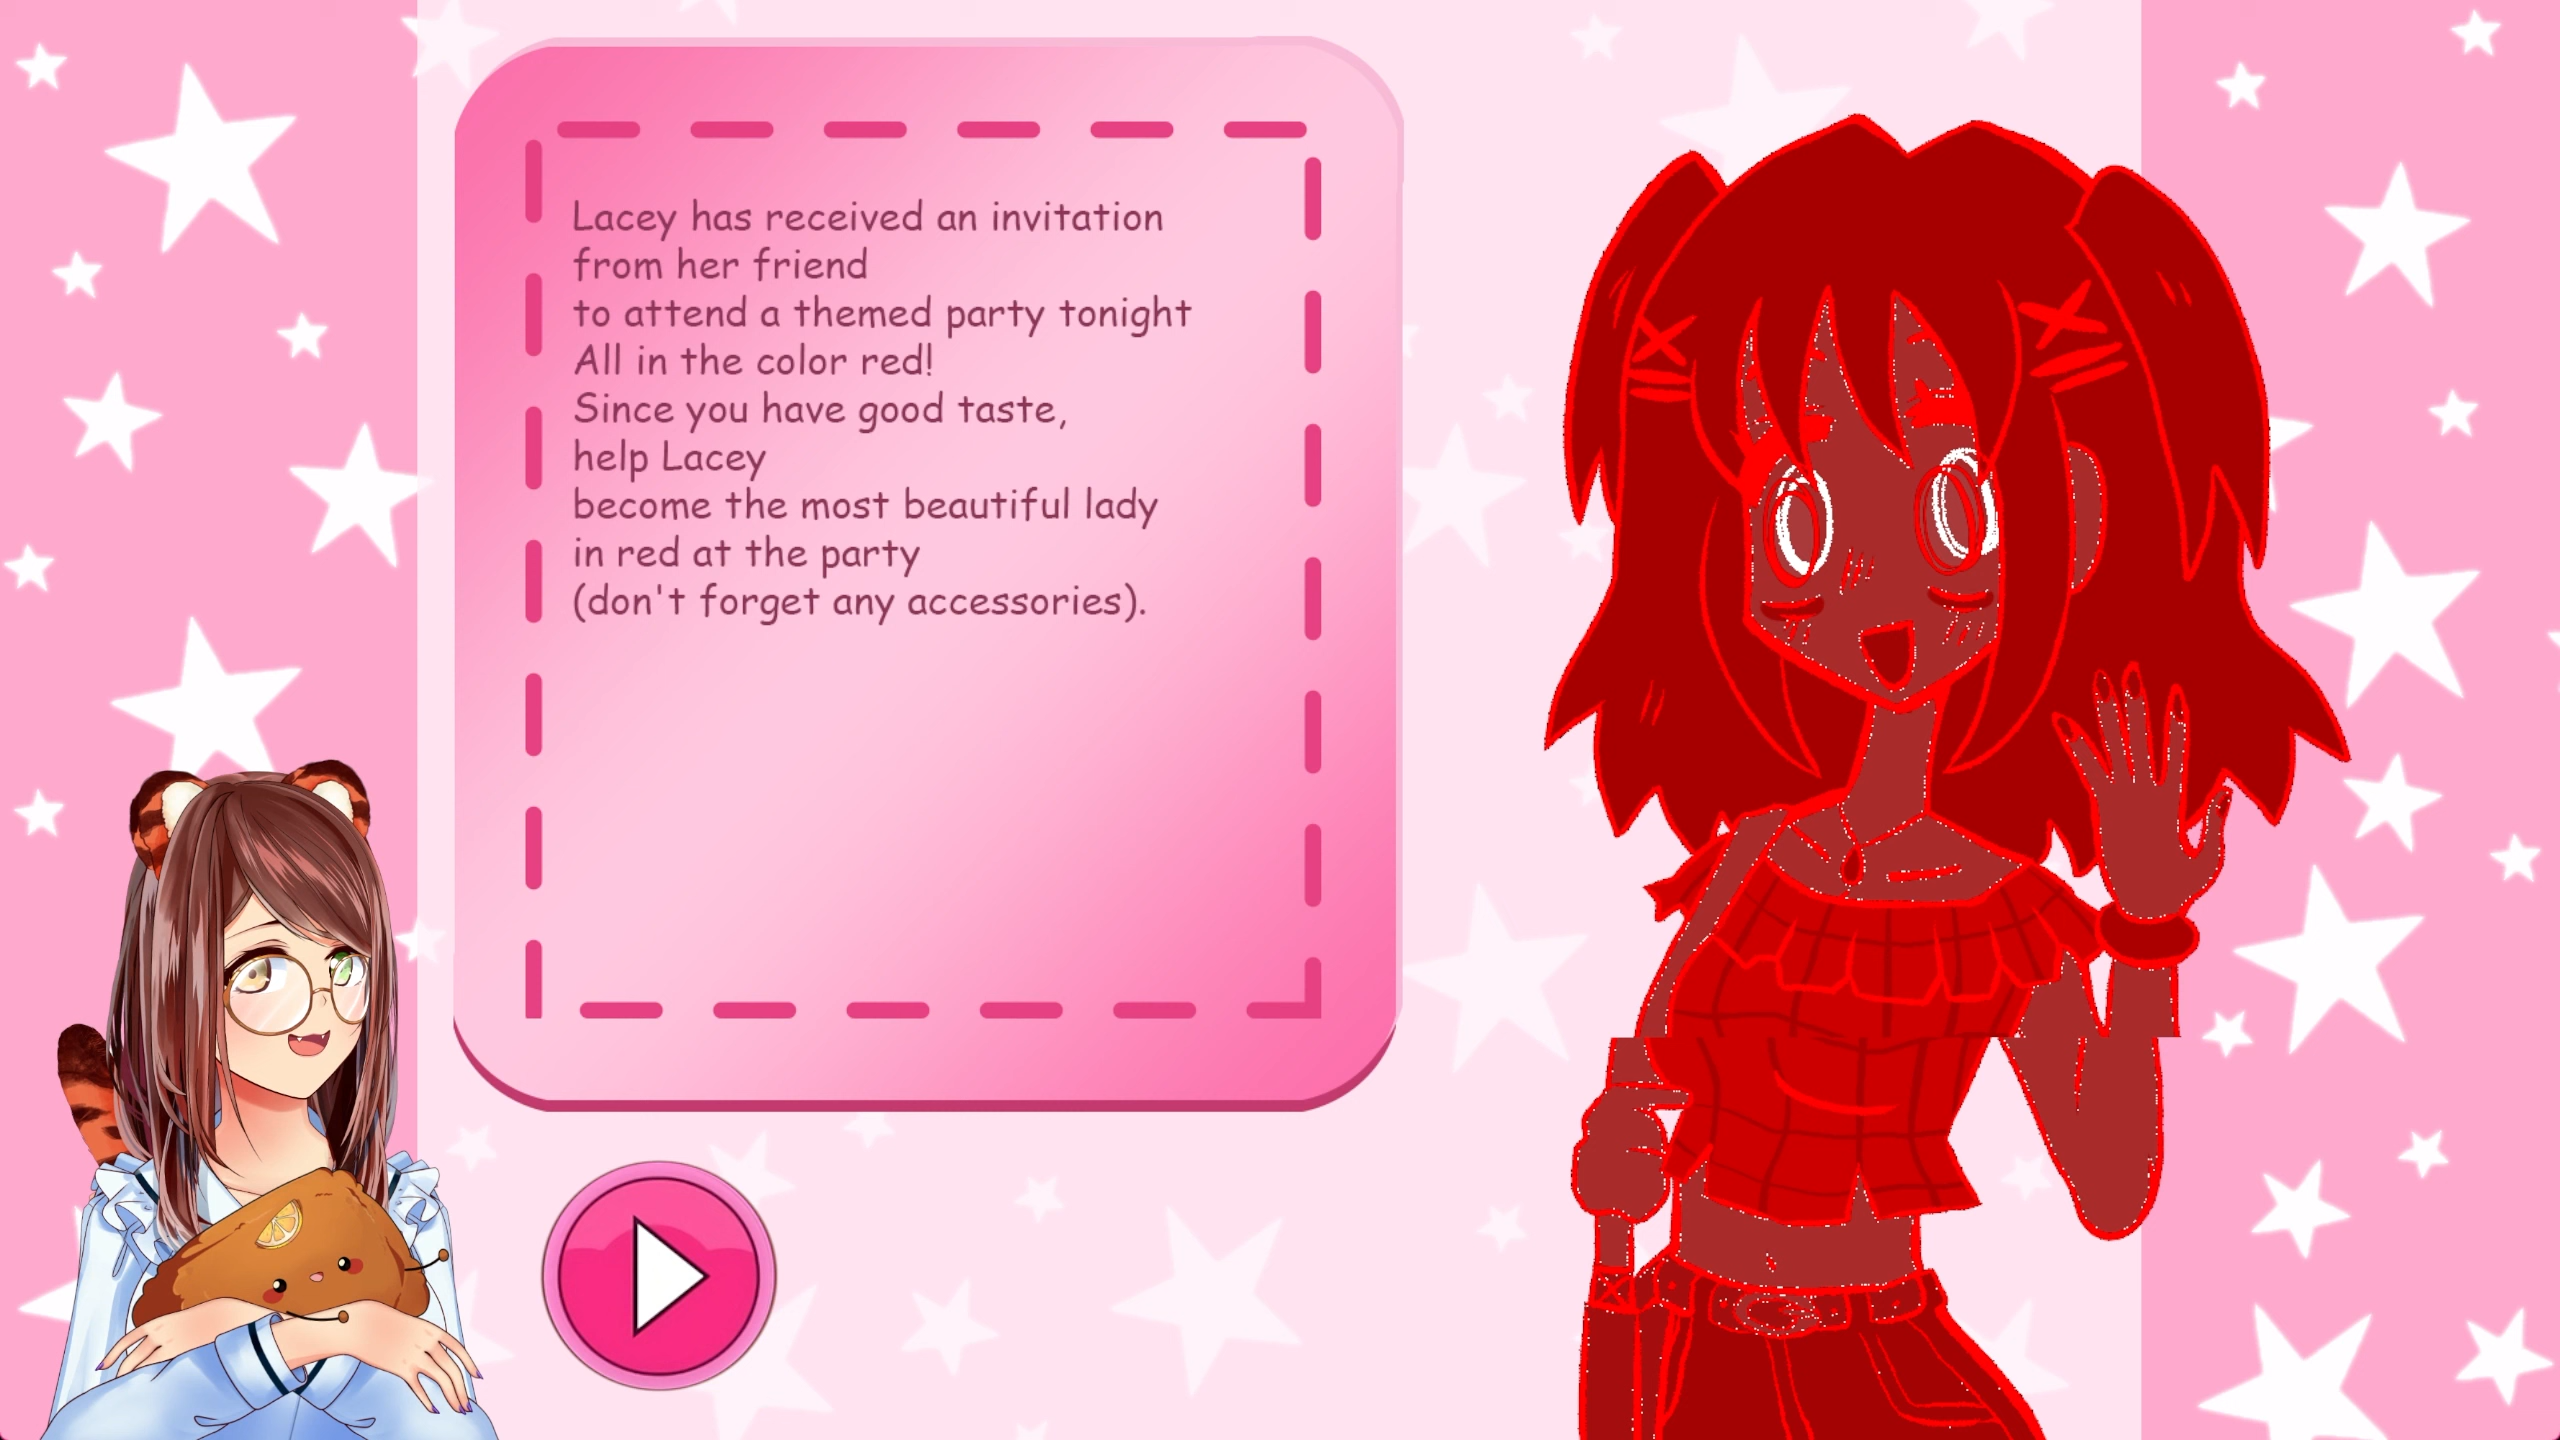 Lacey has received an invitation
from her friend
to attend a themed party tonight
All in the color red!
Since you have good taste,
help Lacey
become the most beautiful lady
in red at the party
(don't forget any accessories).